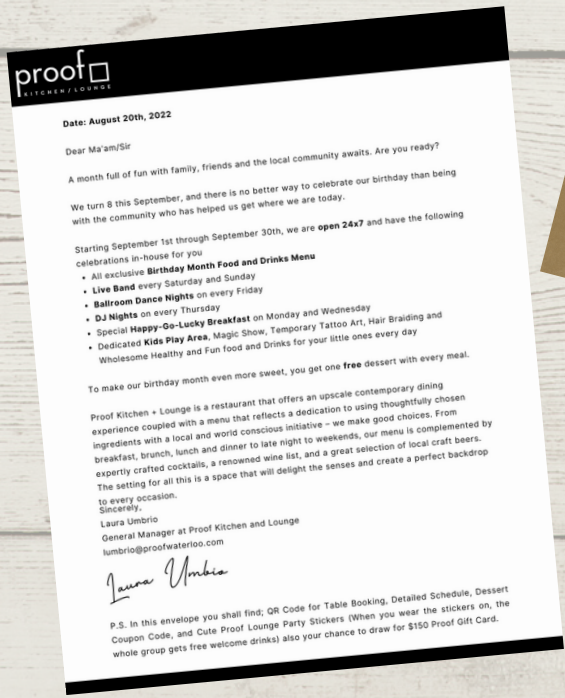 proof
KITCHEN/LOUNGE
Date: August 20th, 2022
Dear Ma'am/Sir
A month full of fun with family, friends and the local community awaits. Are you ready?
We turn 8 this September, and there is no better way to celebrate our birthday than being
with the community who has helped us get where we are today.
Starting September 1st through September 30th, we are open 24x7 and have the following
celebrations in-house for you
• All exclusive Birthday Month Food and Drinks Menu
• Live Band every Saturday and Sunday
• Ballroom Dance Nights on every Friday
• DJ Nights on every Thursday
• Special Happy-Go-Lucky Breakfast on Monday and Wednesday
• Dedicated Kids Play Area, Magic Show, Temporary Tattoo Art, Hair Braiding and
Wholesome Healthy and Fun food and Drinks for your little ones every day
To make our birthday month even more sweet, you get one free dessert with every meal.
Proof Kitchen + Lounge is a restaurant that offers an upscale contemporary dining
experience coupled with a menu that reflects a dedication to using thoughtfully chosen
ingredients with a local and world conscious initiative – we make good choices. From
breakfast, brunch, lunch and dinner to late night to weekends, our menu is complemented by
expertly crafted cocktails, a renowned wine list, and a great selection of local craft beers.
The setting for all this is a space that will delight the senses and create a perfect backdrop
to every occasion.
Sincerely,
Laura Umbrio
General Manager at Proof Kitchen and Lounge
lumbrio@proofwaterloo.com
Laura Umbio
P.S. In this envelope you shall find; QR Code for Table Booking, Detailed Schedule, Dessert
Coupon Code, and Cute Proof Lounge Party Stickers (When you wear the stickers on, the
whole group gets free welcome drinks) also your chance to draw for $150 Proof Gift Card.